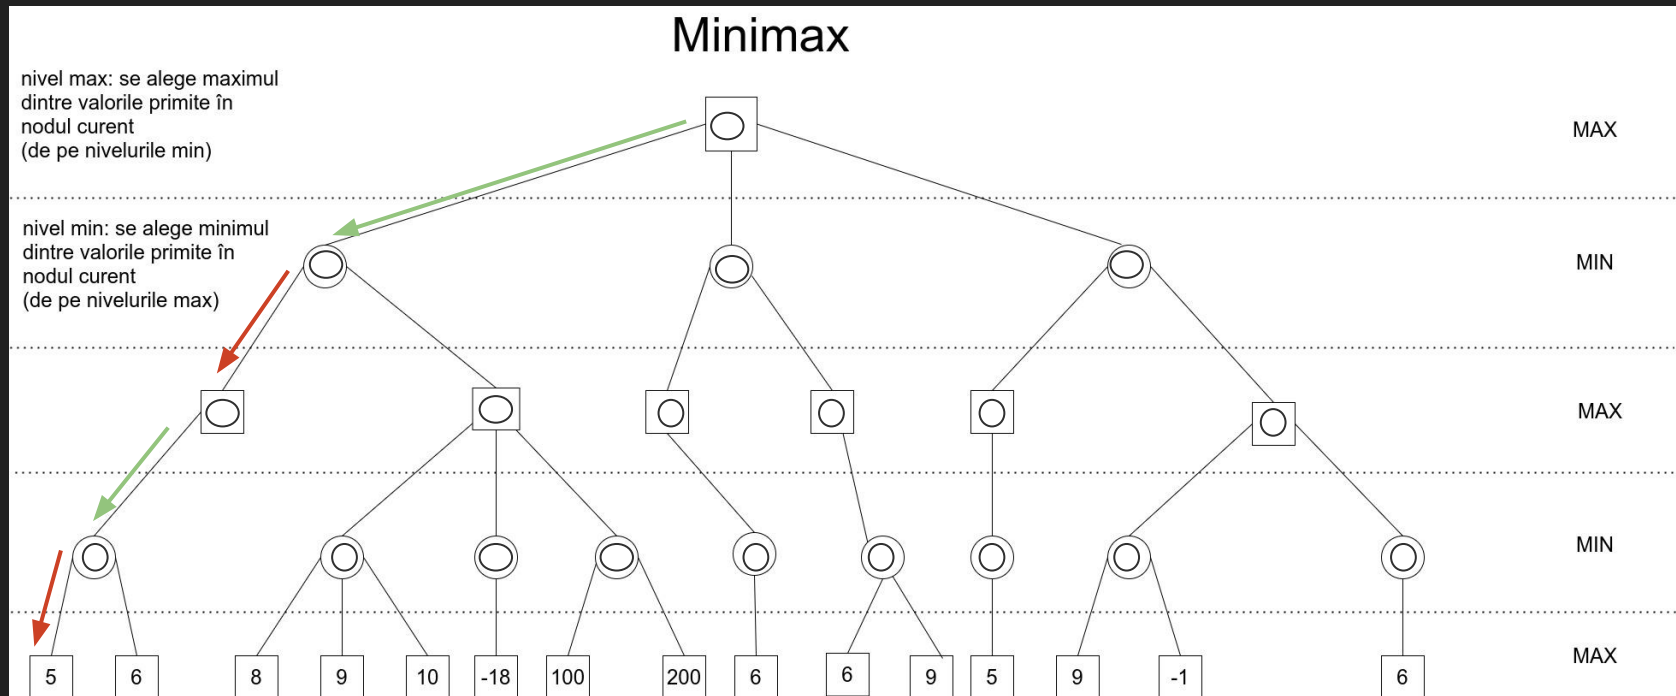 Minimax
nivel max: se alege maximul
dintre valorile primite în
nodul curent
(de pe nivelurile min)
MAX
nivel min: se alege minimul
dintre valorile primite în
nodul curent
(de pe nivelurile max)
MIN
MAX
MIN
MAX
5 6 8 9 10 -18 100 200 6 6 9 5 9 -1 6